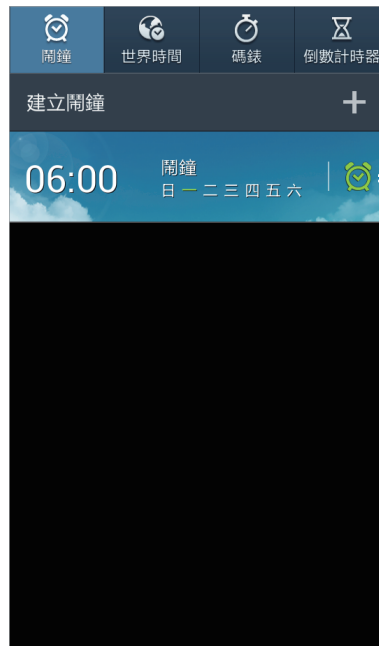 鬧鐘 世界時間 碼錶 倒數計時器
建立鬧鐘
06:00
鬧鐘
日 一 二 三 四 五 六